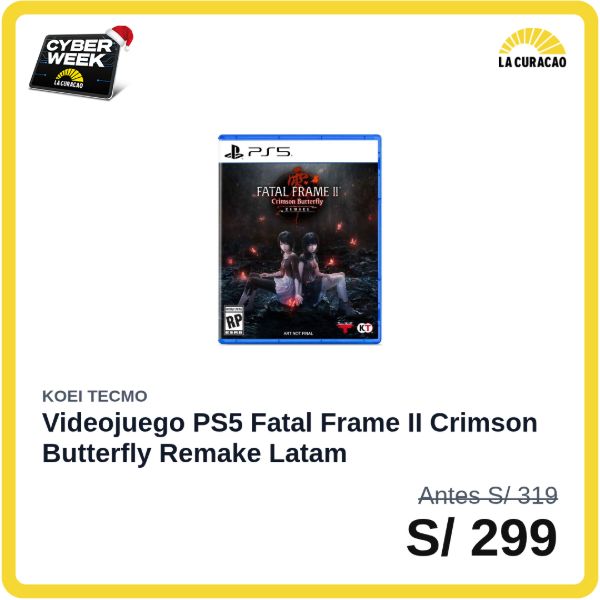 CYBER
WEEK
LA CURACAO
LA CURACAO
PS5
FATAL FRAME II
Crimson Butterfly
REMAKE
RP
ESRB
ART NOT FINAL
KT
KOEI TECMO
Videojuego PS5 Fatal Frame II Crimson
Butterfly Remake Latam
Antes S/ 319
S/ 299